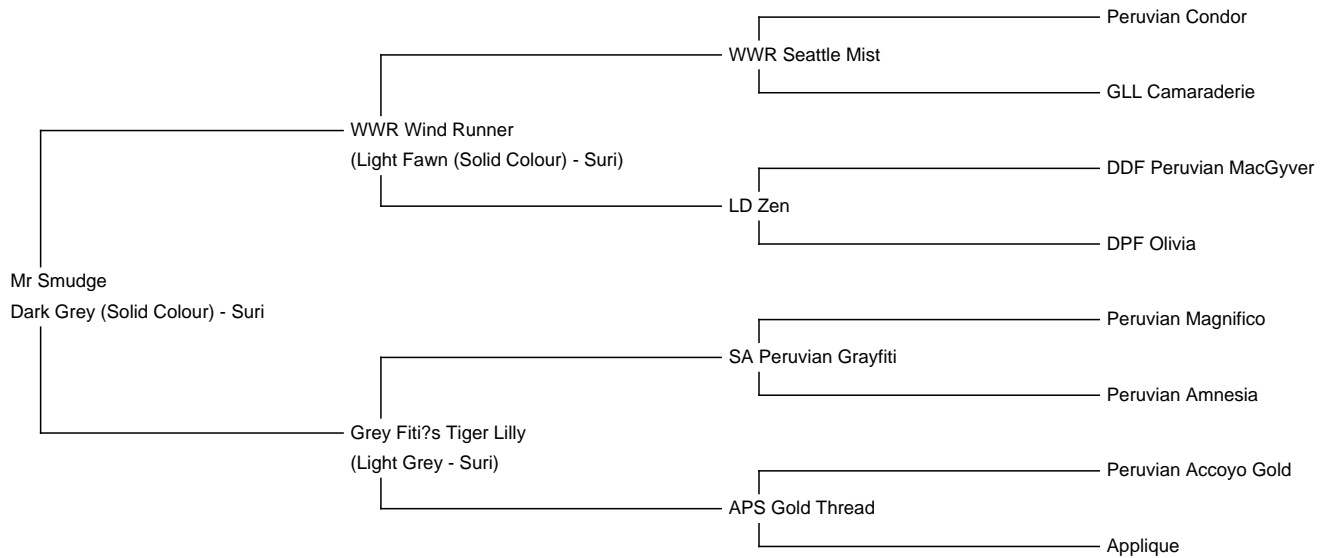 Peruvian Condor
WWR Seattle Mist
GLL Camaraderie
WWR Wind Runner
(Light Fawn (Solid Colour) - Suri)
DDF Peruvian MacGyver
LD Zen
DPF Olivia
Mr Smudge
Dark Grey (Solid Colour) - Suri
Peruvian Magnifico
SA Peruvian Grayfiti
Peruvian Amnesia
Grey Fiti?s Tiger Lilly
(Light Grey - Suri)
Peruvian Accoyo Gold
APS Gold Thread
Applique